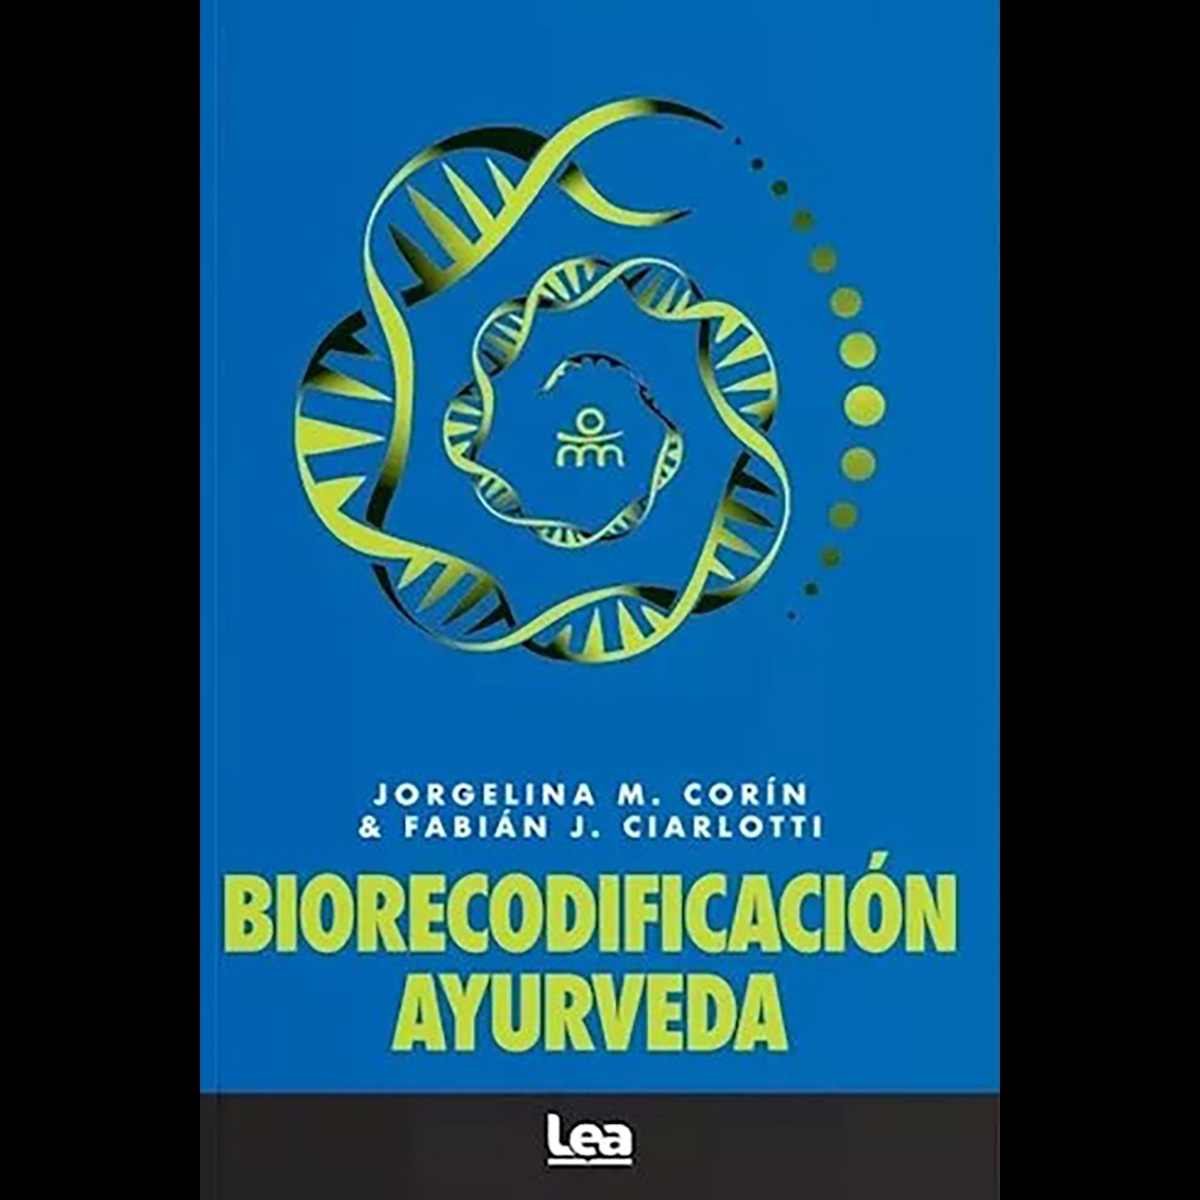 JORGELINA M. CORÍN
& FABIÁN J. CIARLOTTI
BIORECODIFICACIÓN
AYURVEDA
Lea